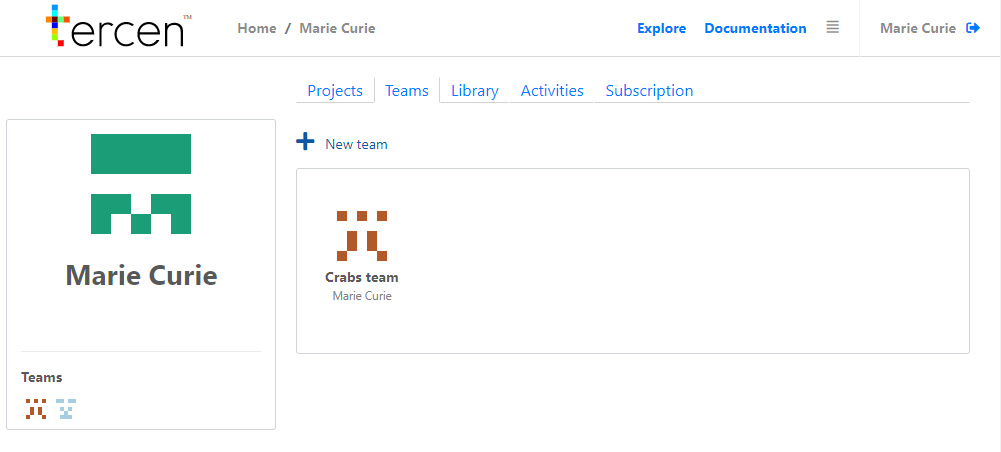 tercen™
Home / Marie Curie
Explore Documentation
Marie Curie
Projects Teams Library Activities Subscription
New team
Marie Curie
Crabs team
Marie Curie
Teams